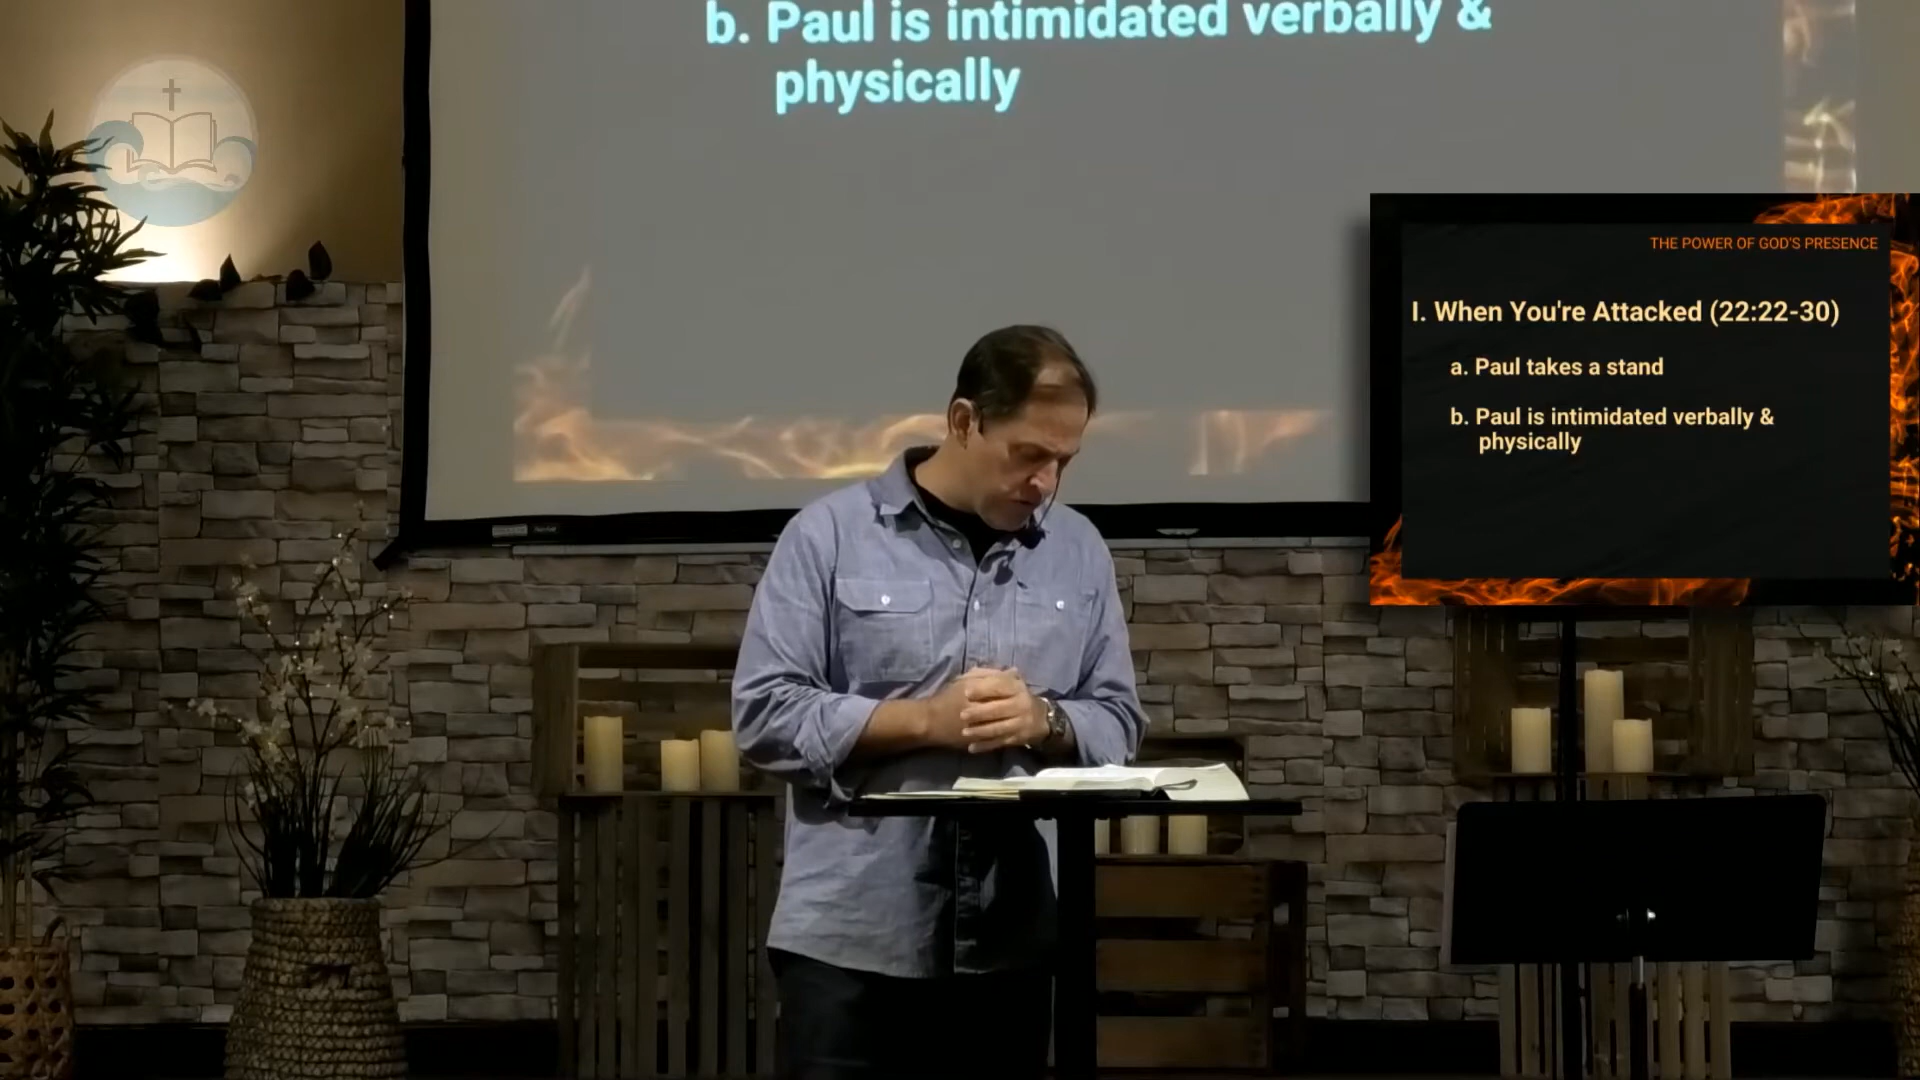 b. Paul is intimidated verbally &
physically
THE POWER OF GOD'S PRESENCE
I. When You're Attacked (22:22-30)
a. Paul takes a stand
b. Paul is intimidated verbally &
physically